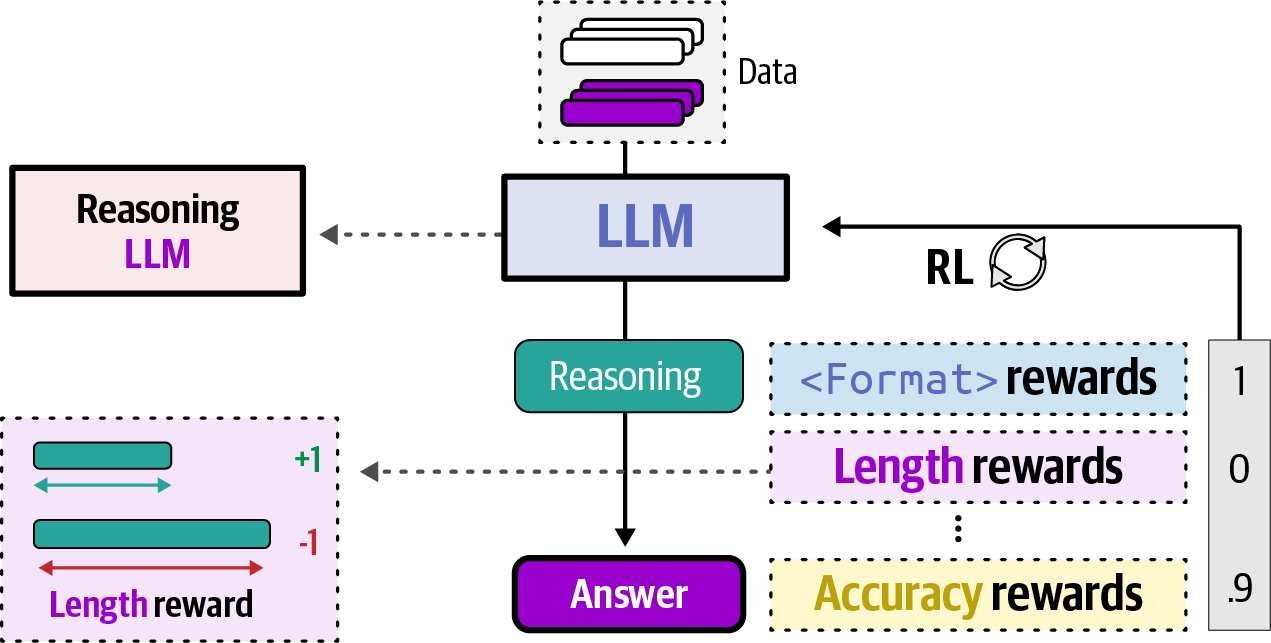 Data
Reasoning
LLM
LLM
RL
Reasoning
<Format> rewards
1
Length rewards
0
+1
-1
Length reward
Answer
Accuracy rewards
.9